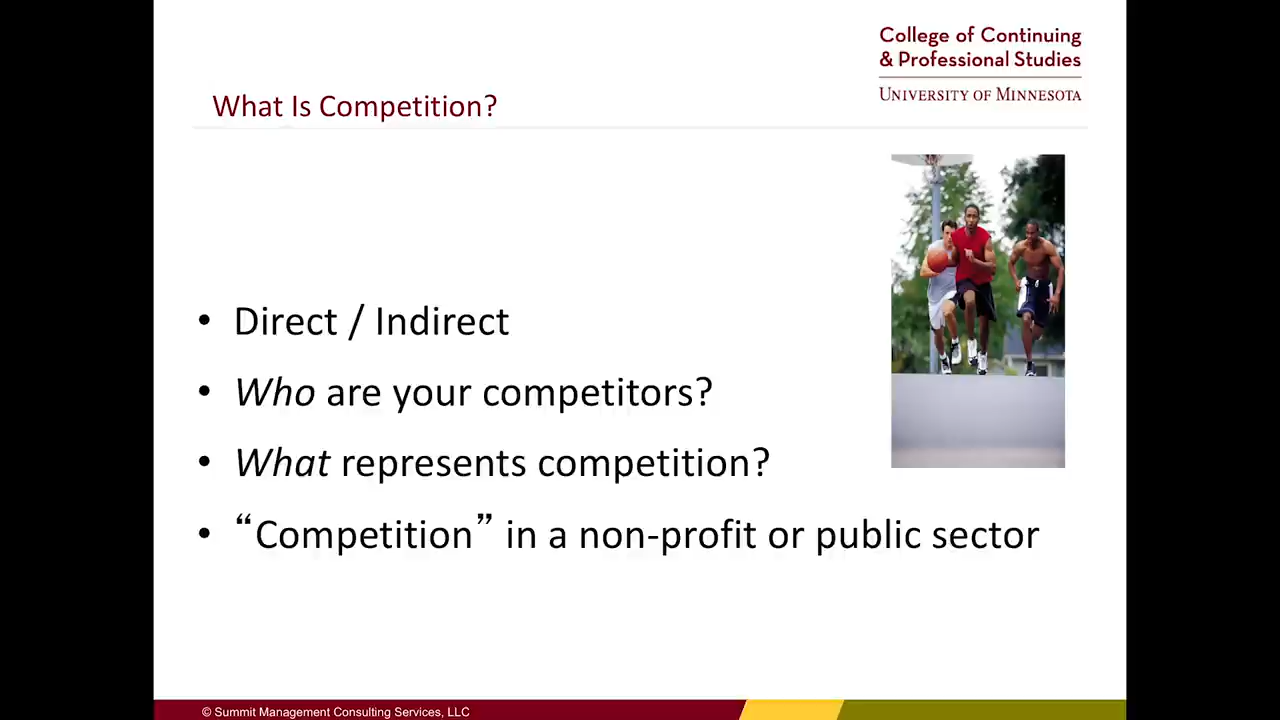 College of Continuing
& Professional Studies
UNIVERSITY OF MINNESOTA
What Is Competition?
• Direct / Indirect
• Who are your competitors?
• What represents competition?
• “Competition” in a non-profit or public sector
© Summit Management Consulting Services, LLC